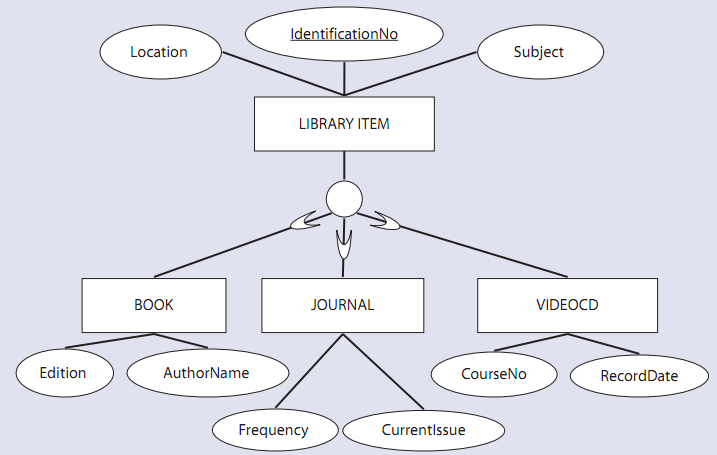 IdentificationNo
Location
Subject
LIBRARY ITEM
BOOK
JOURNAL
VIDEOCD
Edition
AuthorName
CourseNo
RecordDate
Frequency
CurrentIssue